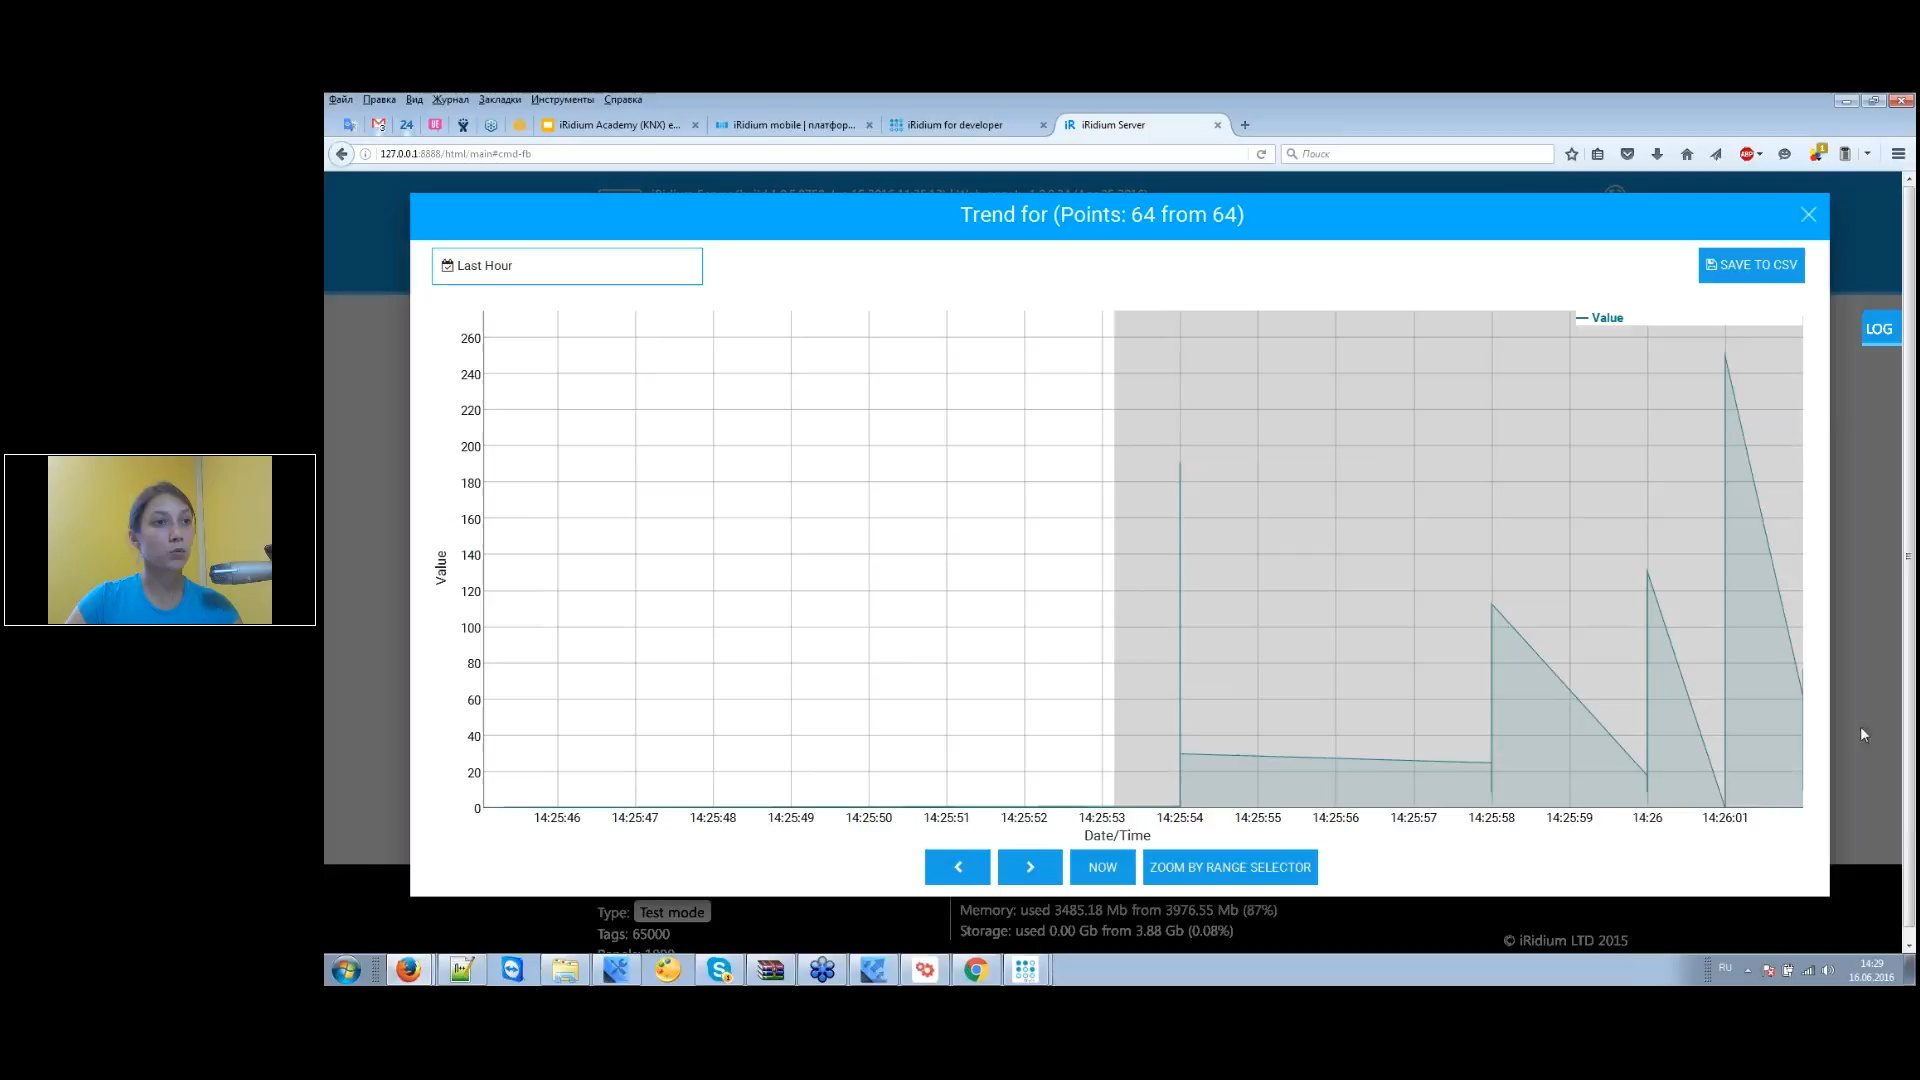 Файл Правка Вид Журнал Закладки Инструменты Справка
24 UE iRidium Academy (KNX) e... iRidium mobile | платфор... iRidium for developer iR iRidium Server
127.0.0.1:8888/html/main#cmd-fb Поиск ABP 1
Trend for (Points: 64 from 64)
Last Hour
SAVE TO CSV
LOG
Value
260
240
220
200
180
160
140
120
100
80
60
40
20
0
Value
14:25:46 14:25:47 14:25:48 14:25:49 14:25:50 14:25:51 14:25:52 14:25:53 14:25:54 14:25:55 14:25:56 14:25:57 14:25:58 14:25:59 14:26 14:26:01
Date/Time
NOW ZOOM BY RANGE SELECTOR
Type: Test mode
Tags: 65000
Memory: used 3485.18 Mb from 3976.55 Mb (87%)
Storage: used 0.00 Gb from 3.88 Gb (0.08%)
© iRidium LTD 2015
RU
14:29
16.06.2016